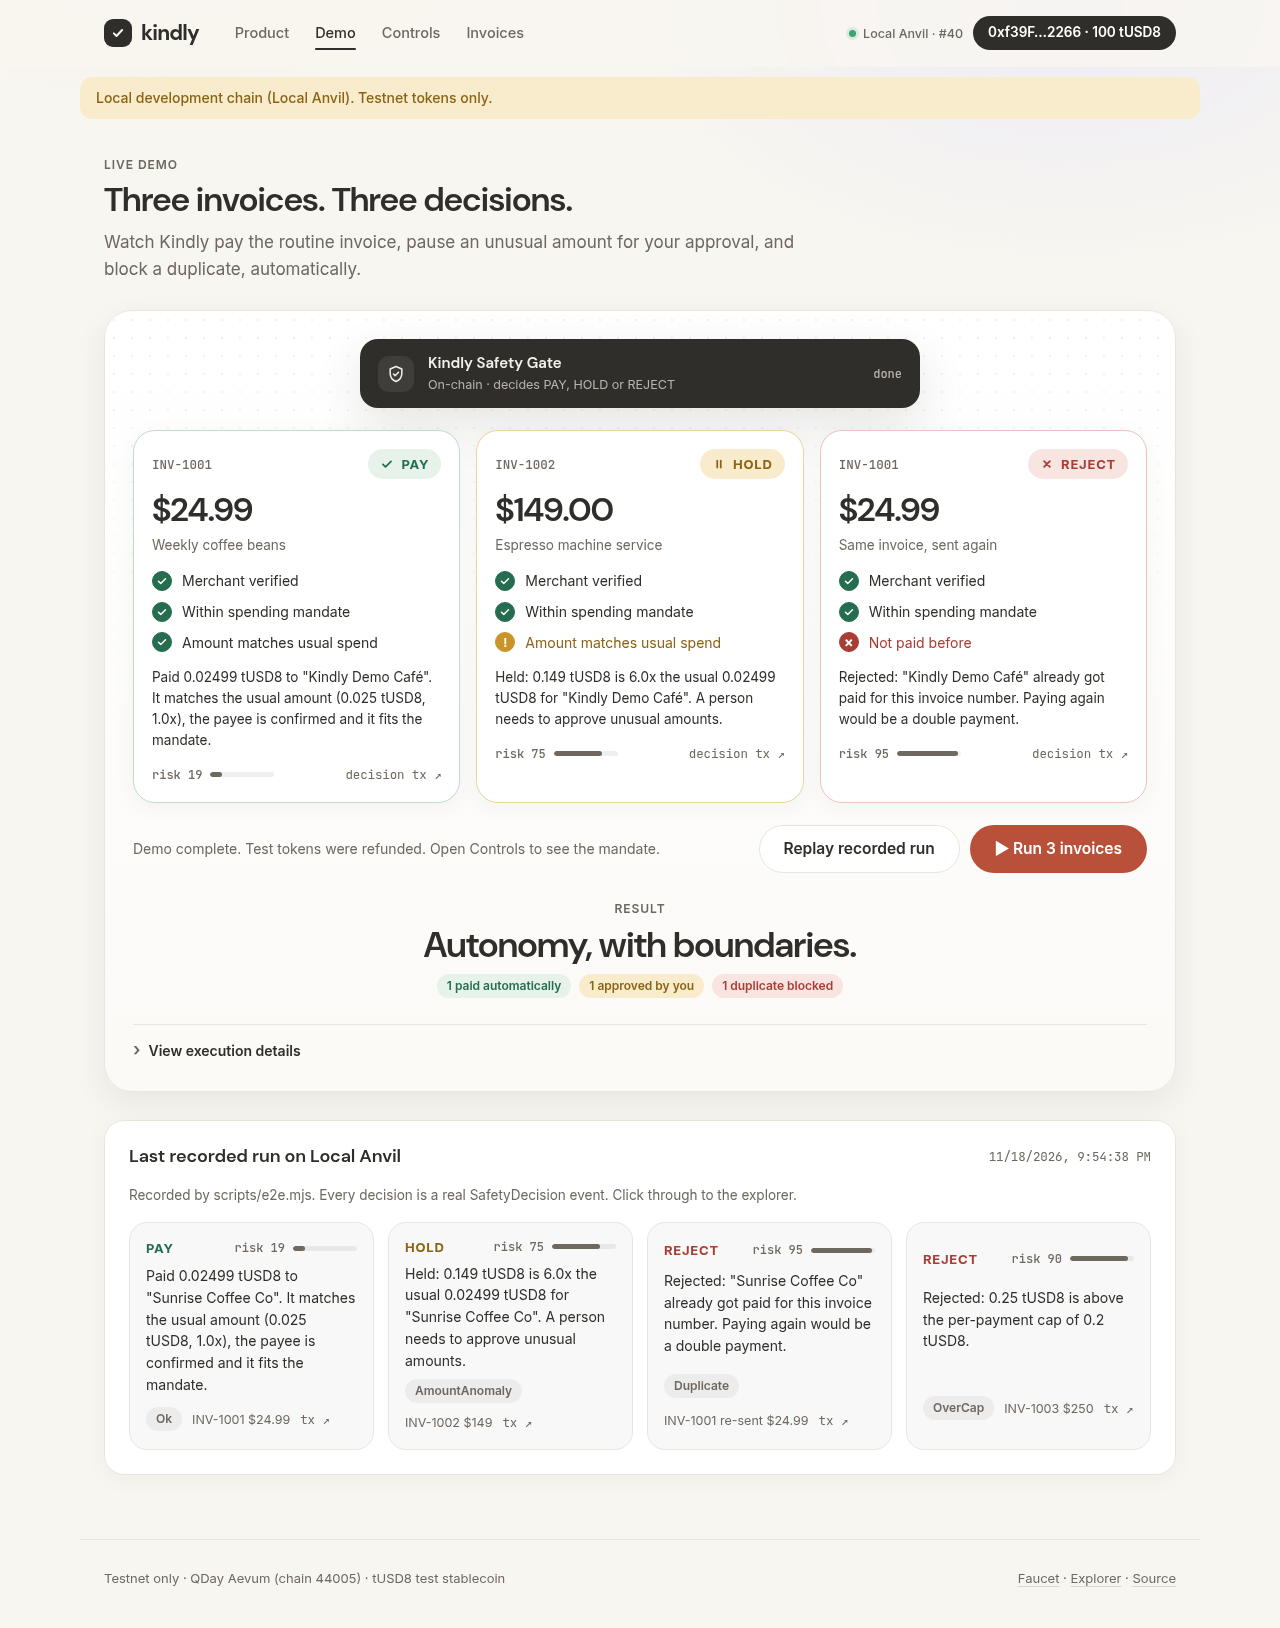 kindly
Product
Demo
Controls
Invoices
Local Anvil · #40
0xf39F…2266 · 100 tUSD8
Local development chain (Local Anvil). Testnet tokens only.
LIVE DEMO
Three invoices. Three decisions.
Watch Kindly pay the routine invoice, pause an unusual amount for your approval, and
block a duplicate, automatically.
Kindly Safety Gate
On-chain · decides PAY, HOLD or REJECT
done
INV-1001
PAY
$24.99
Weekly coffee beans
Merchant verified
Within spending mandate
Amount matches usual spend
Paid 0.02499 tUSD8 to "Kindly Demo Café".
It matches the usual amount (0.025 tUSD8,
1.0x), the payee is confirmed and it fits the
mandate.
risk 19
decision tx ↗
INV-1002
HOLD
$149.00
Espresso machine service
Merchant verified
Within spending mandate
Amount matches usual spend
Held: 0.149 tUSD8 is 6.0x the usual 0.02499
tUSD8 for "Kindly Demo Café". A person
needs to approve unusual amounts.
risk 75
decision tx ↗
INV-1001
REJECT
$24.99
Same invoice, sent again
Merchant verified
Within spending mandate
Not paid before
Rejected: "Kindly Demo Café" already got
paid for this invoice number. Paying again
would be a double payment.
risk 95
decision tx ↗
Demo complete. Test tokens were refunded. Open Controls to see the mandate.
Replay recorded run
▶ Run 3 invoices
RESULT
Autonomy, with boundaries.
1 paid automatically
1 approved by you
1 duplicate blocked
› View execution details
Last recorded run on Local Anvil
11/18/2026, 9:54:38 PM
Recorded by scripts/e2e.mjs. Every decision is a real SafetyDecision event. Click through to the explorer.
PAY
risk 19
Paid 0.02499 tUSD8 to
"Sunrise Coffee Co". It matches
the usual amount (0.025
tUSD8, 1.0x), the payee is
confirmed and it fits the
mandate.
Ok
INV-1001 $24.99
tx ↗
HOLD
risk 75
Held: 0.149 tUSD8 is 6.0x the
usual 0.02499 tUSD8 for
"Sunrise Coffee Co". A person
needs to approve unusual
amounts.
AmountAnomaly
INV-1002 $149
tx ↗
REJECT
risk 95
Rejected: "Sunrise Coffee Co"
already got paid for this invoice
number. Paying again would be
a double payment.
Duplicate
INV-1001 re-sent $24.99
tx ↗
REJECT
risk 90
Rejected: 0.25 tUSD8 is above
the per-payment cap of 0.2
tUSD8.
OverCap
INV-1003 $250
tx ↗
Testnet only · QDay Aevum (chain 44005) · tUSD8 test stablecoin
Faucet · Explorer · Source